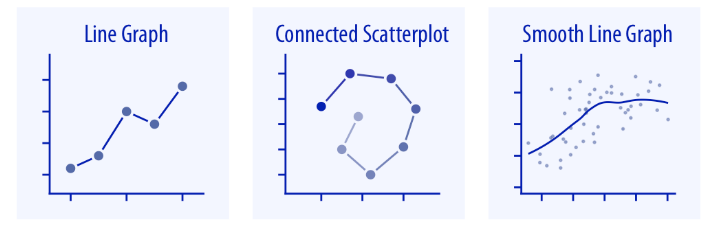 Line Graph
Connected Scatterplot
Smooth Line Graph